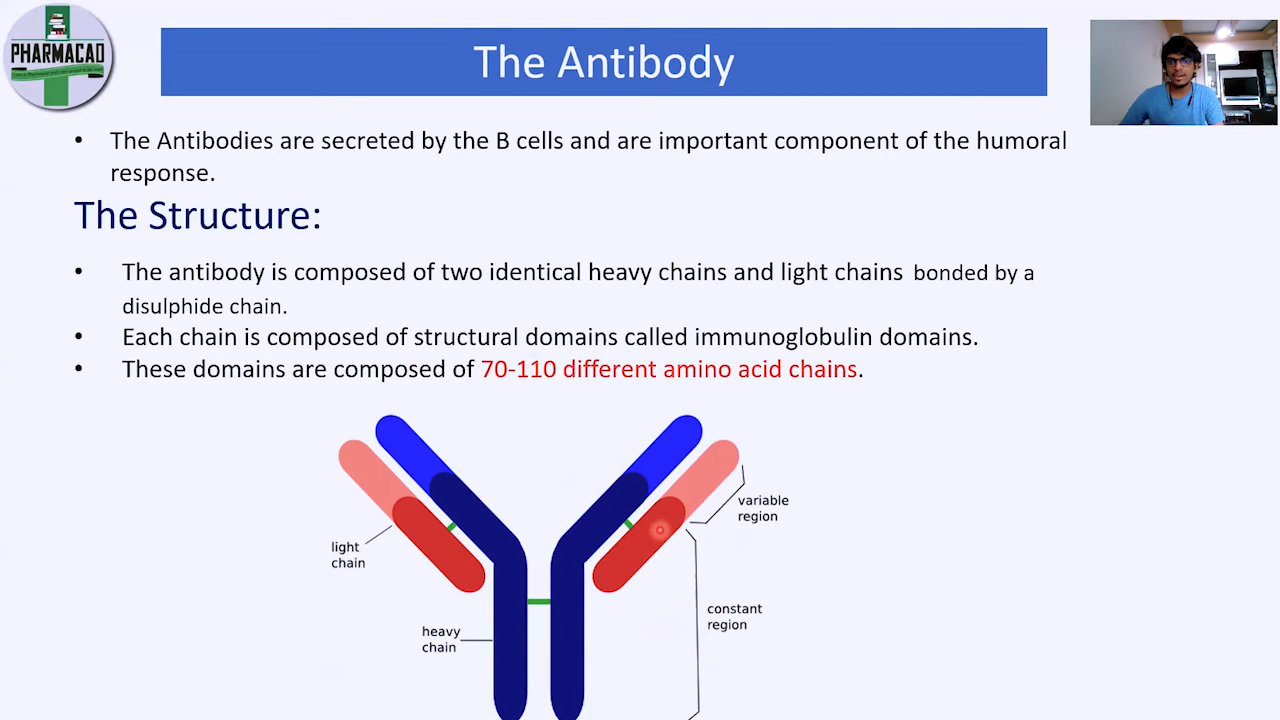 PHARMACAD
The Antibody
• The Antibodies are secreted by the B cells and are important component of the humoral
response.
The Structure:
• The antibody is composed of two identical heavy chains and light chains bonded by a
disulphide chain.
• Each chain is composed of structural domains called immunoglobulin domains.
• These domains are composed of 70-110 different amino acid chains.
variable
region
light
chain
constant
region
heavy
chain